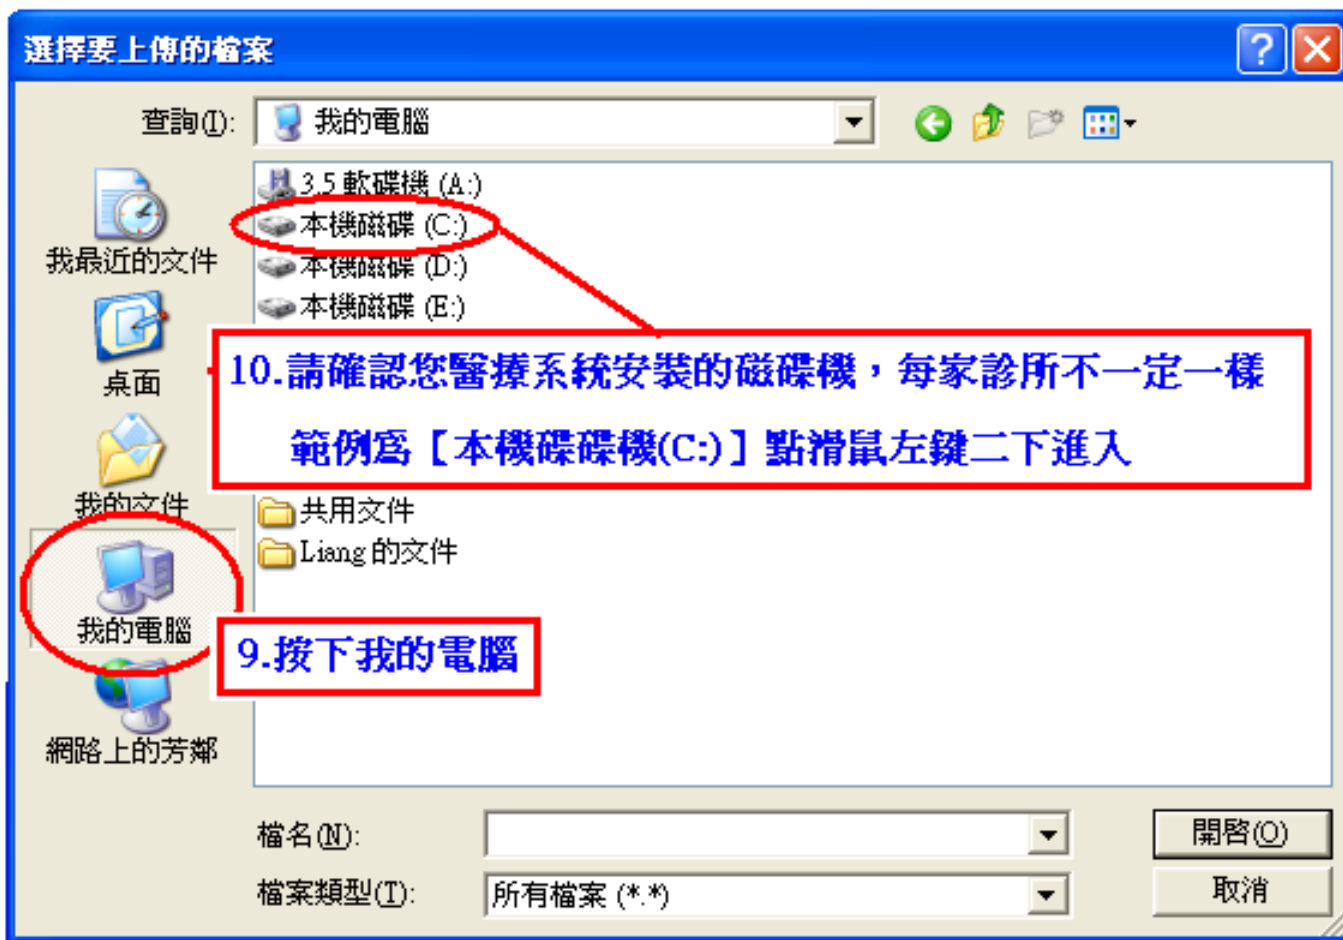 選擇要上傳的檔案
查詢(I):
我的電腦
3.5 軟碟機 (A:)
本機磁碟 (C:)
本機磁碟 (D:)
本機磁碟 (E:)
我最近的文件
桌面
10.請確認您醫療系統安裝的磁碟機，每家診所不一定一樣
範例為［本機碟碟機(C:)］點滑鼠左鍵二下進入
我的文件
共用文件
Liang 的文件
我的電腦
9.按下我的電腦
網路上的芳鄰
檔名(N):
開啓(O)
檔案類型(T):
所有檔案 (*.*)
取消